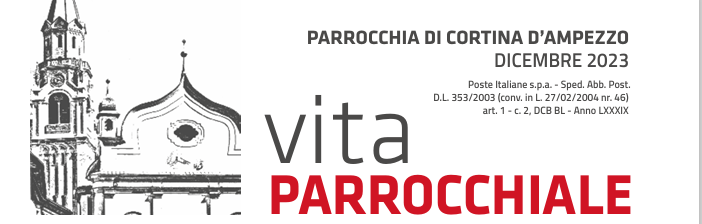 PARROCCHIA DI CORTINA D'AMPEZZO
DICEMBRE 2023
Poste Italiane s.p.a. - Sped. Abb. Post.
D.L. 353/2003 (conv. in L. 27/02/2004 nr. 46)
art. 1 - c. 2, DCB BL - Anno LXXXIX
vita
PARROCCHIALE